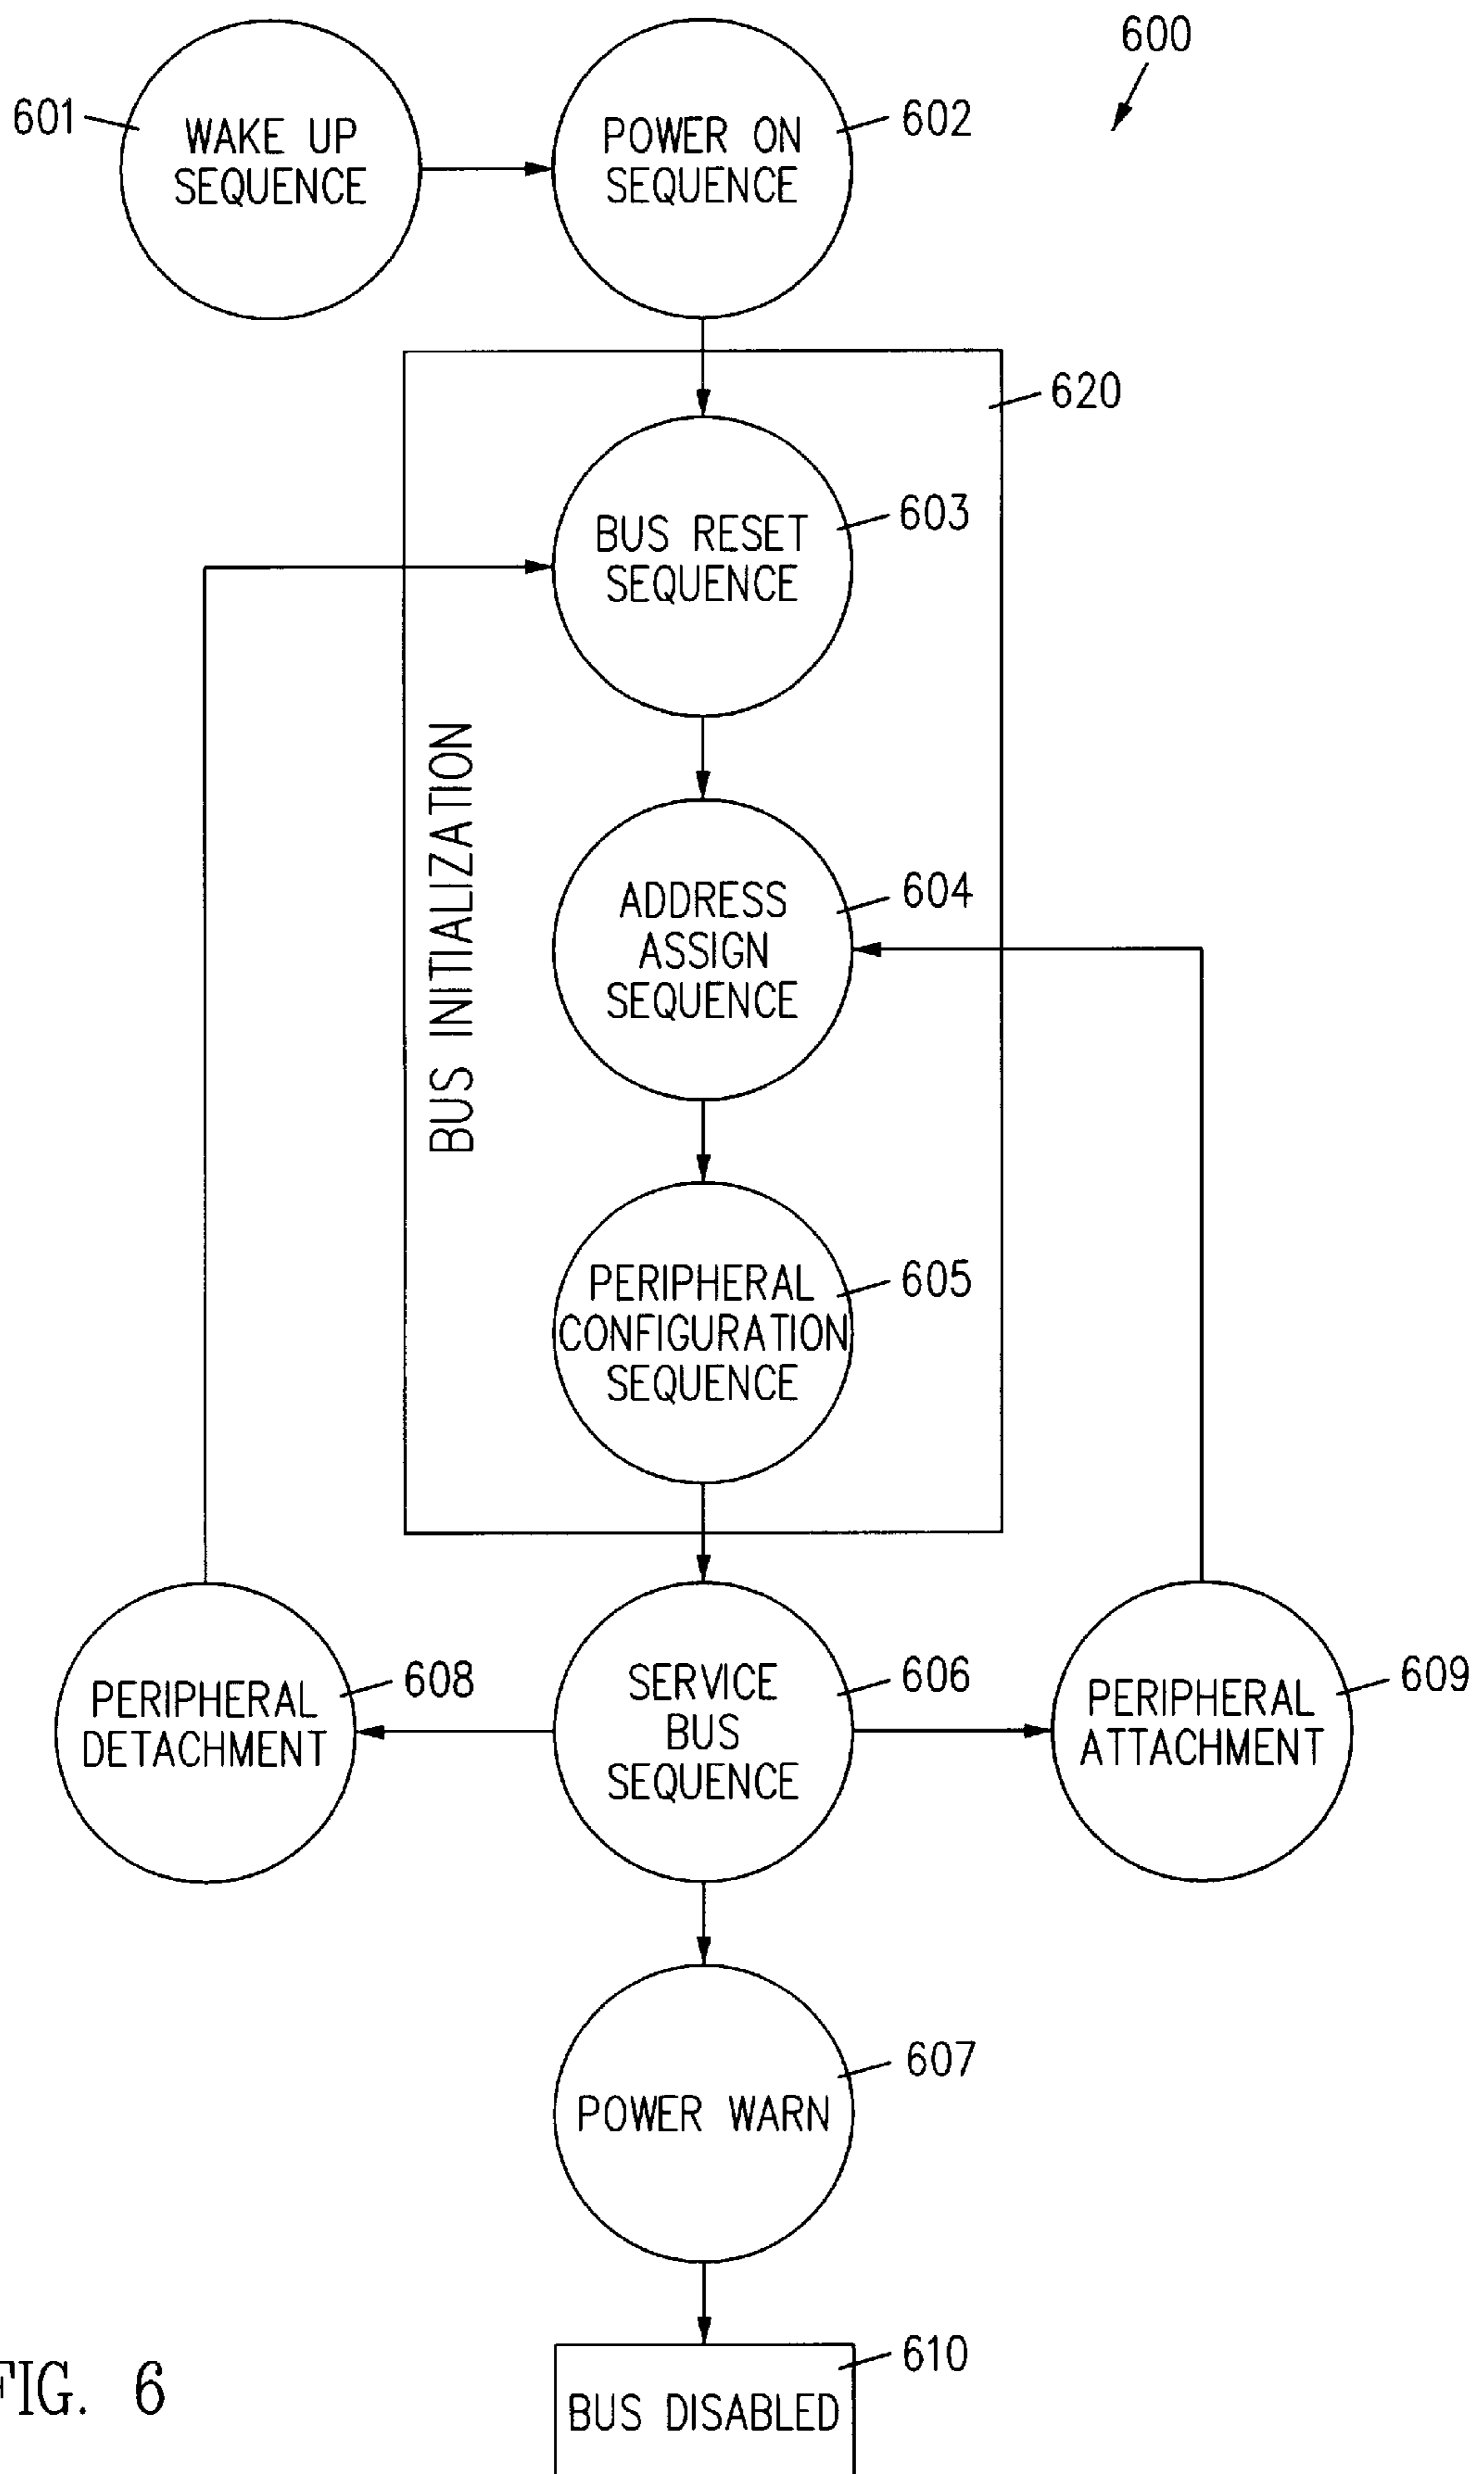 600
601
WAKE UP
SEQUENCE
POWER ON
SEQUENCE
602
620
BUS RESET
SEQUENCE
603
BUS INITIALIZATION
ADDRESS
ASSIGN
SEQUENCE
604
PERIPHERAL
CONFIGURATION
SEQUENCE
605
PERIPHERAL
DETACHMENT
608
SERVICE
BUS
SEQUENCE
606
PERIPHERAL
ATTACHMENT
609
POWER WARN
607
BUS DISABLED
610
FIG. 6